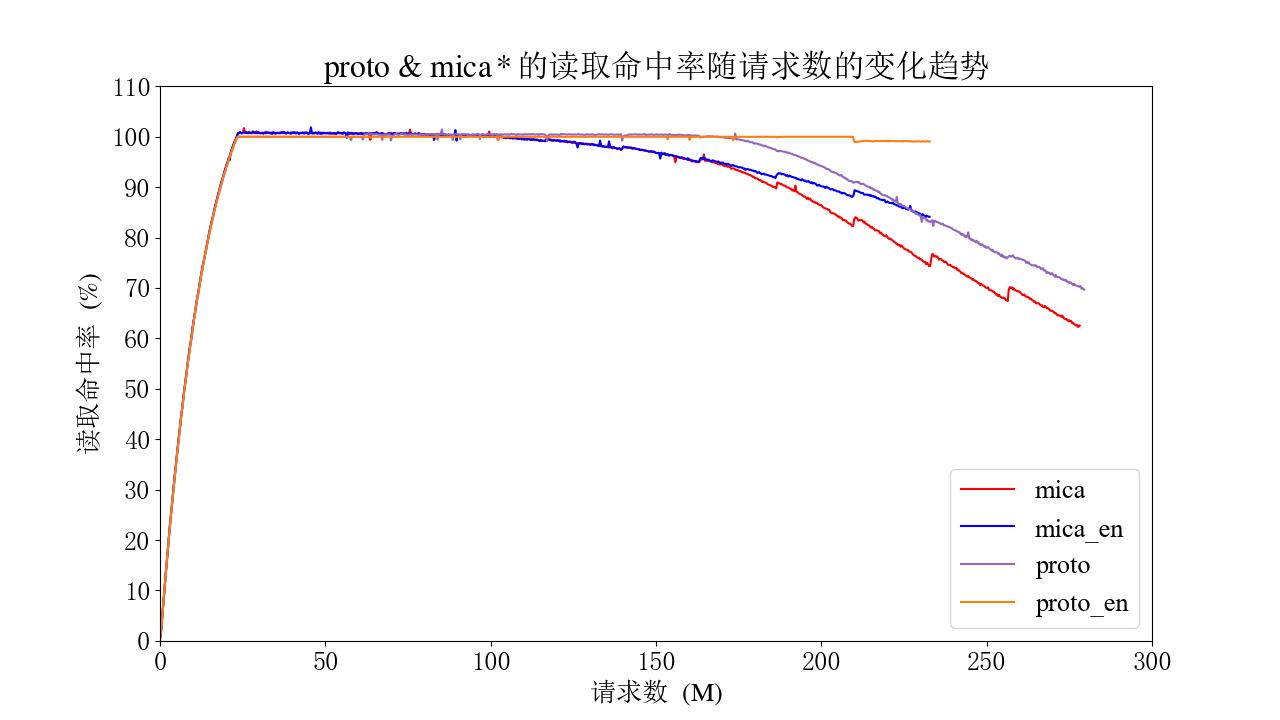 proto & mica * 的读取命中率随请求数的变化趋势
110
100
90
80
70
60
50
40
30
20
10
0
读取命中率 (%)
0 50 100 150 200 250 300
请求数 (M)
mica
mica_en
proto
proto_en